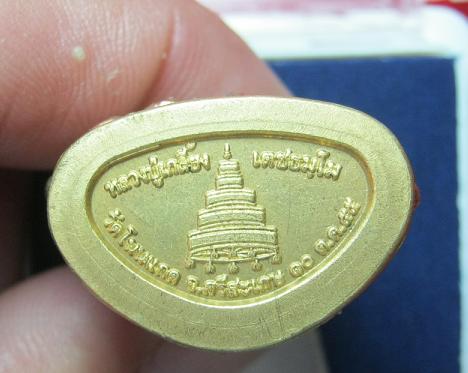 หลวงปู่เกลี้ยง เตชธมฺโม
วัดโนนแกด จ.ศรีสะเกษ ๑๐ ต.ค.๕๕